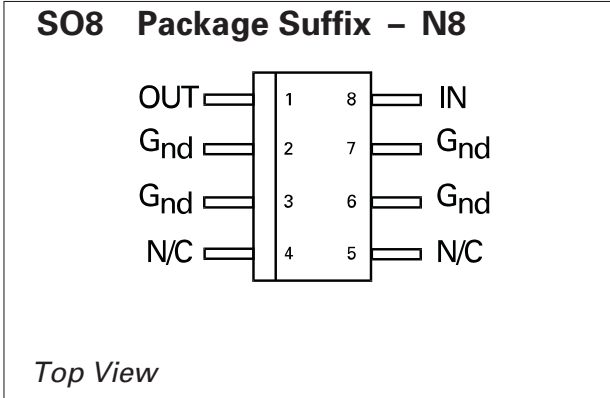 SO8 Package Suffix – N8
OUT 1 8 IN
Gnd 2 7 Gnd
Gnd 3 6 Gnd
N/C 4 5 N/C
Top View